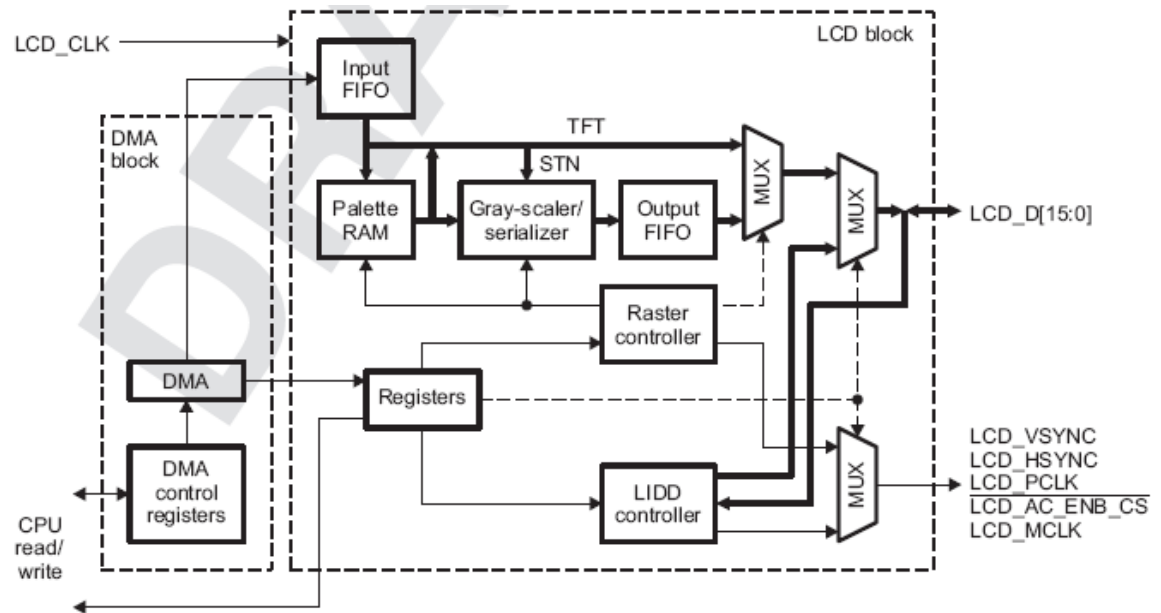 LCD_CLK
LCD block
Input
FIFO
DMA
block
TFT
STN
MUX
MUX
Palette
RAM
Gray-scaler/
serializer
Output
FIFO
LCD_D[15:0]
Raster
controller
DMA
Registers
DMA
control
registers
CPU
read/
write
LIDD
controller
MUX
LCD_VSYNC
LCD_HSYNC
LCD_PCLK
LCD_AC_ENB_CS
LCD_MCLK
DRA